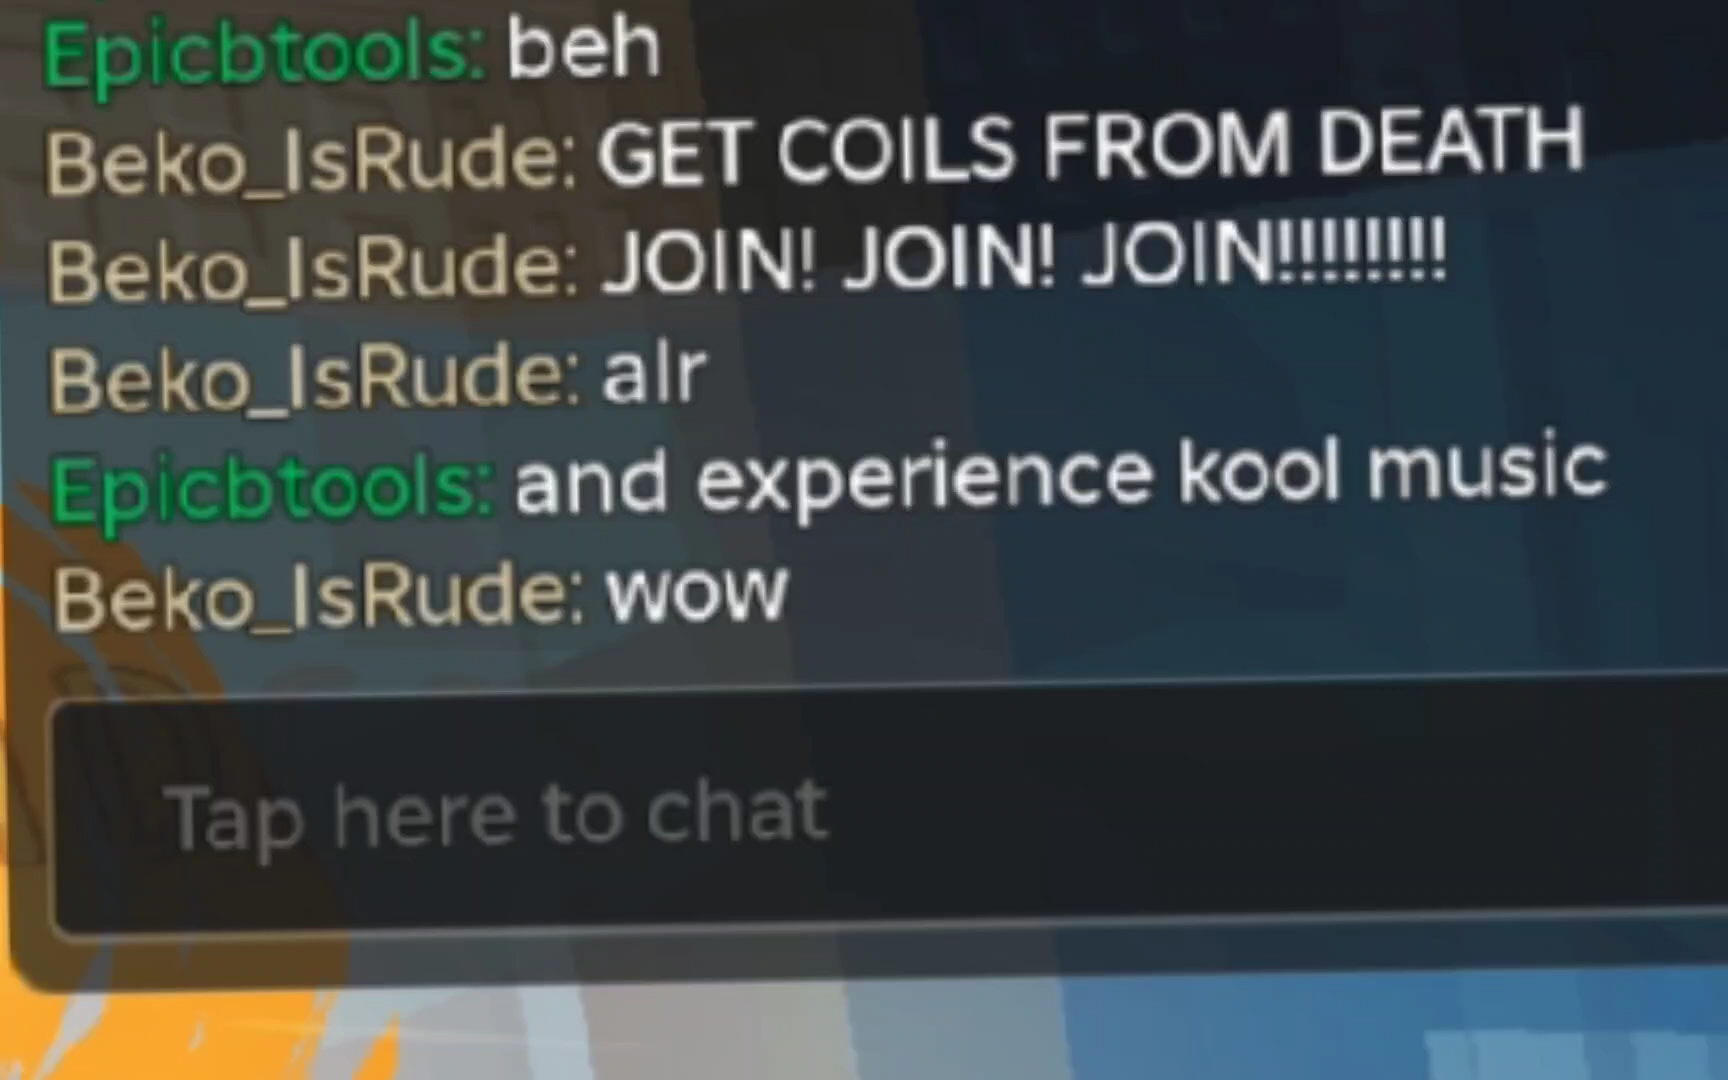 Epicbtools: beh
Beko_IsRude: GET COILS FROM DEATH
Beko_IsRude: JOIN! JOIN! JOIN!!!!!!!!!
Beko_IsRude: alr
Epicbtools: and experience kool music
Beko_IsRude: wow
Tap here to chat